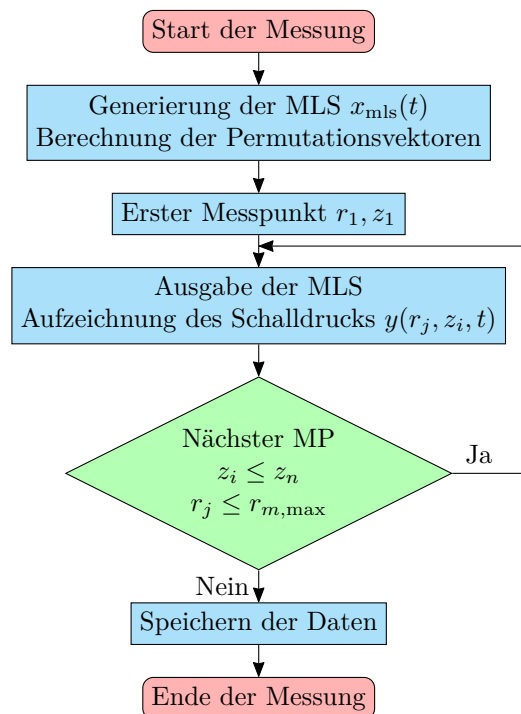 Start der Messung
Generierung der MLS x_mls(t)
Berechnung der Permutationsvektoren
Erster Messpunkt r_1, z_1
Ausgabe der MLS
Aufzeichnung des Schalldrucks y(r_j, z_i, t)
Nächster MP
z_i ≤ z_n
r_j ≤ r_{m,max}
Ja
Nein
Speichern der Daten
Ende der Messung